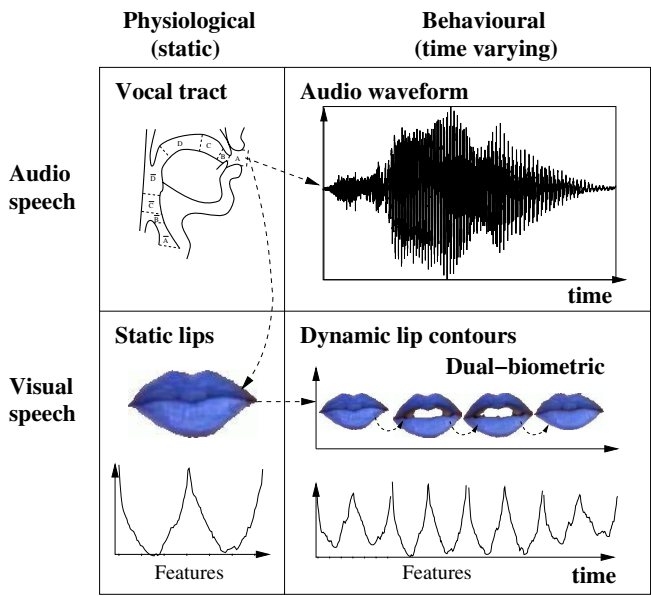 Physiological
(static)
Behavioural
(time varying)
Audio
speech
Vocal tract
D
C
B
A
D̅
C̅
B̅
A̅
Audio waveform
time
Visual
speech
Static lips
Features
Dynamic lip contours
Dual−biometric
Features
time